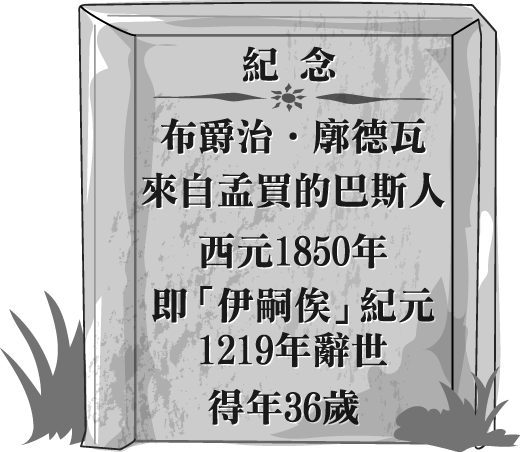 紀念
布爵治・廓德瓦
來自孟買的巴斯人
西元1850年
即「伊嗣俟」紀元
1219年辭世
得年36歲